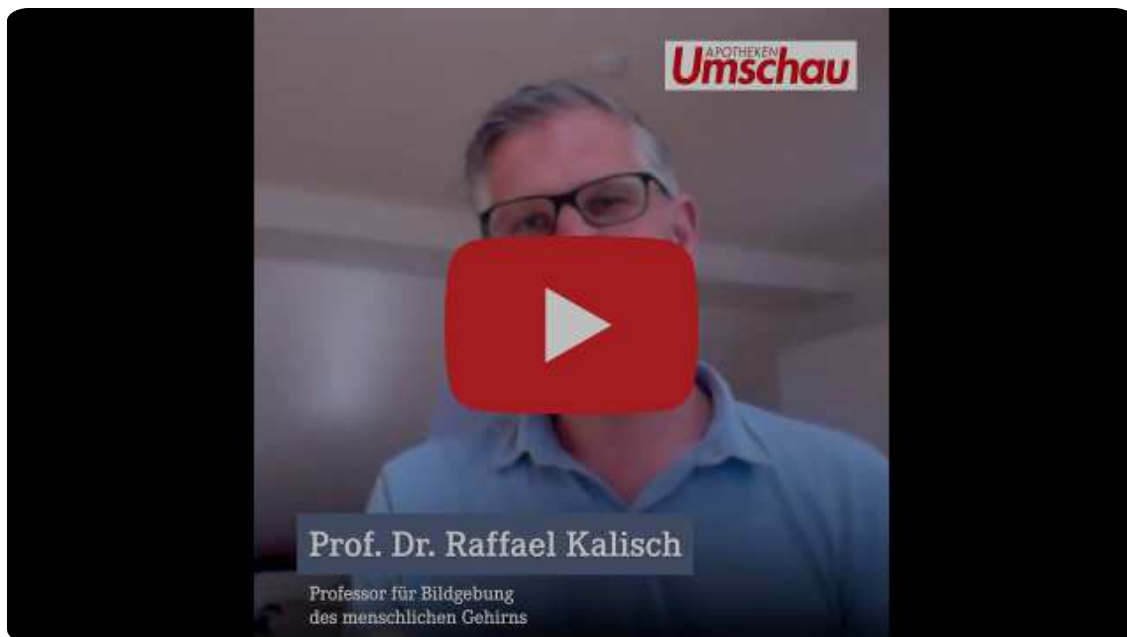 APOTHEKEN
Umschau
Prof. Dr. Raffael Kalisch
Professor für Bildgebung
des menschlichen Gehirns